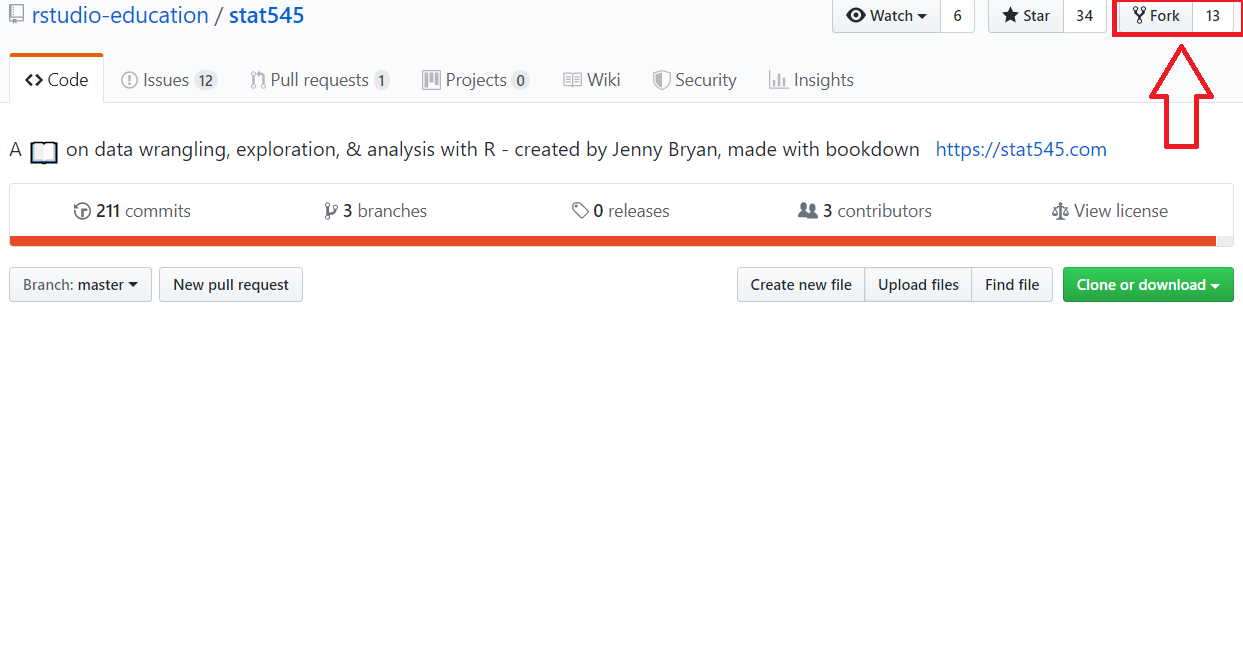 rstudio-education / stat545 Watch 6 Star 34 Fork 13
Code Issues 12 Pull requests 1 Projects 0 Wiki Security Insights
A on data wrangling, exploration, & analysis with R - created by Jenny Bryan, made with bookdown https://stat545.com
211 commits 3 branches 0 releases 3 contributors View license
Branch: master New pull request Create new file Upload files Find file Clone or download